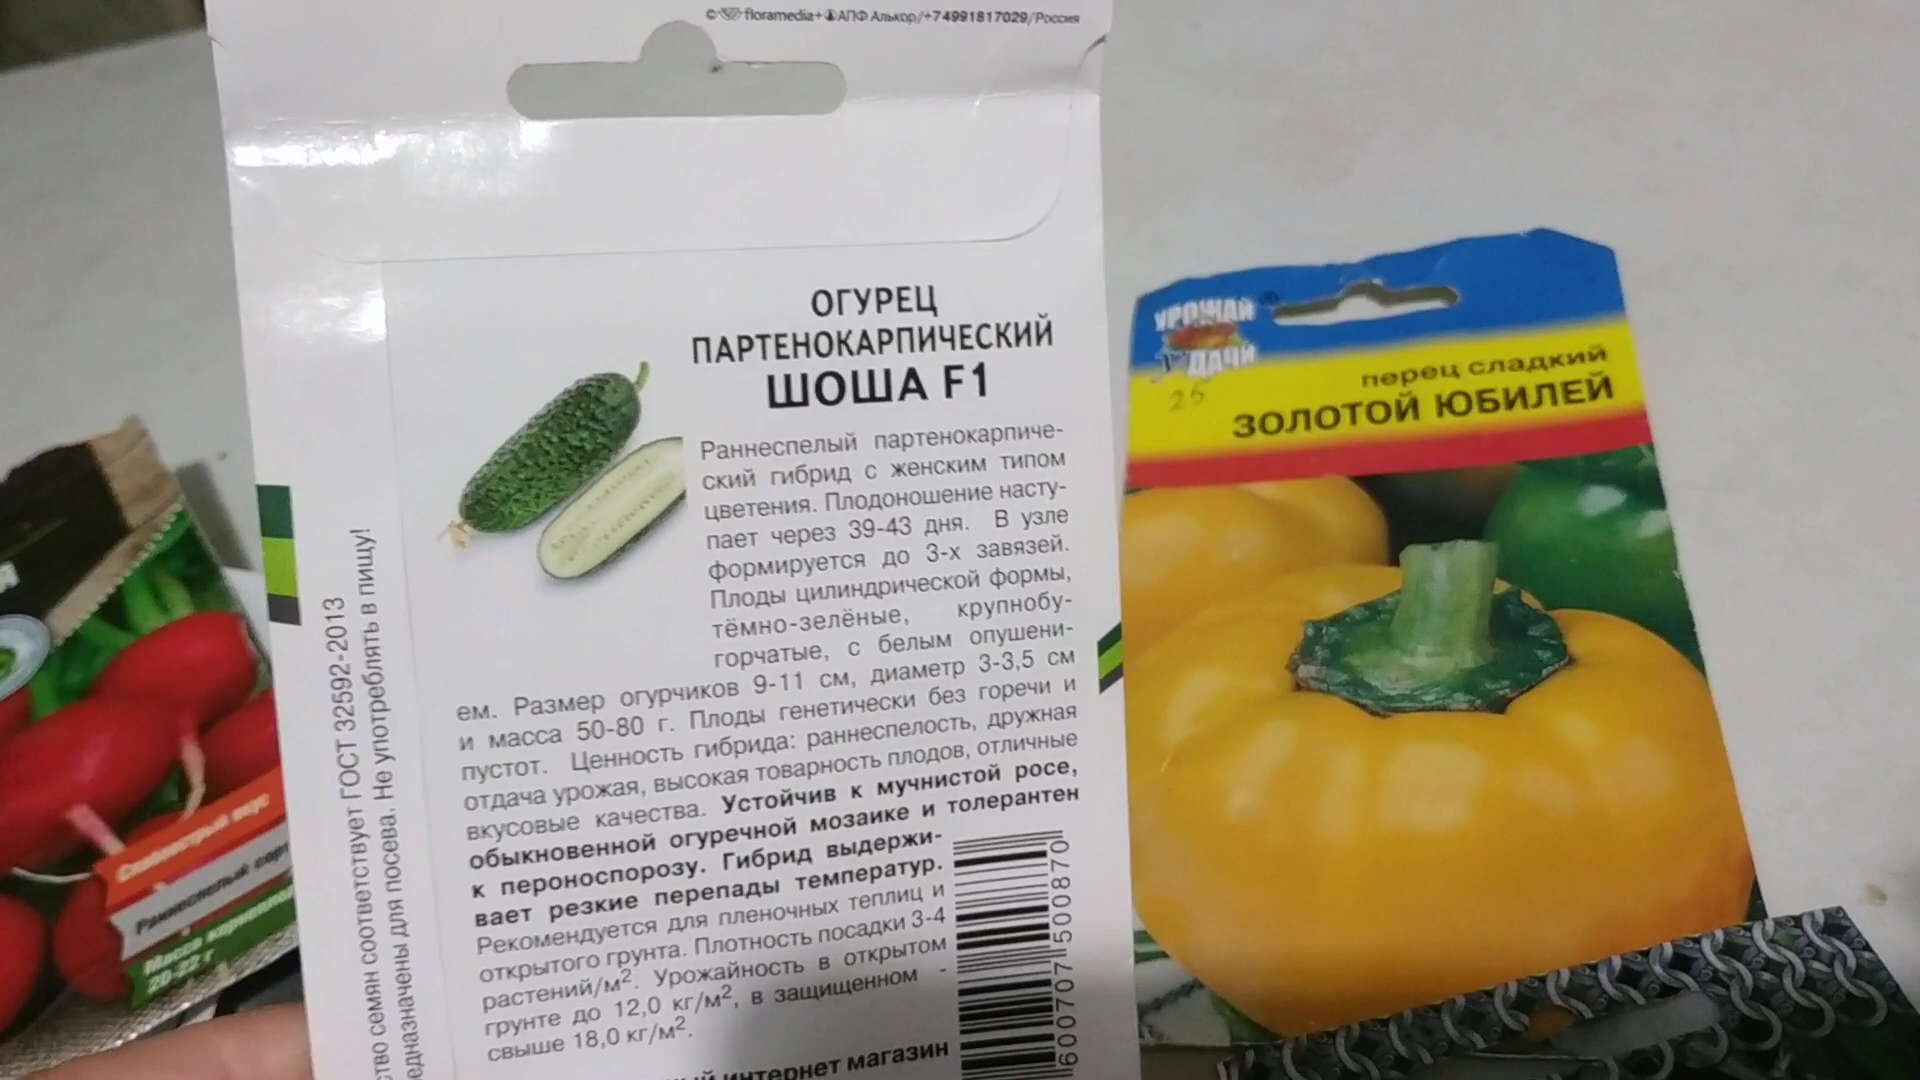 © floramedia+ АПФ Алькор/+74991817029/Россия
ОГУРЕЦ
ПАРТЕНОКАРПИЧЕСКИЙ
ШОША F1
Раннеспелый партенокарпиче-
ский гибрид с женским типом
цветения. Плодоношение насту-
пает через 39-43 дня. В узле
формируется до 3-х завязей.
Плоды цилиндрической формы,
тёмно-зелёные, крупнобу-
горчатые, с белым опушени-
ем. Размер огурчиков 9-11 см, диаметр 3-3,5 см
и масса 50-80 г. Плоды генетически без горечи и
пустот. Ценность гибрида: раннеспелость, дружная
отдача урожая, высокая товарность плодов, отличные
вкусовые качества. Устойчив к мучнистой росе,
обыкновенной огуречной мозаике и толерантен
к пероноспорозу. Гибрид выдержи-
вает резкие перепады температур.
Рекомендуется для пленочных теплиц и
открытого грунта. Плотность посадки 3-4
растений/м². Урожайность в открытом
грунте до 12,0 кг/м², в защищенном -
свыше 18,0 кг/м².
интернет магазин
600707500870
семян соответствует ГОСТ 32592-2013
для посева. Не употреблять в пищу!
УРОЖАЙ
ДАЧИ
25
перец сладкий
ЗОЛОТОЙ ЮБИЛЕЙ
Слабоострый вкус
Раннеспелый сорт
Масса
20-22 г